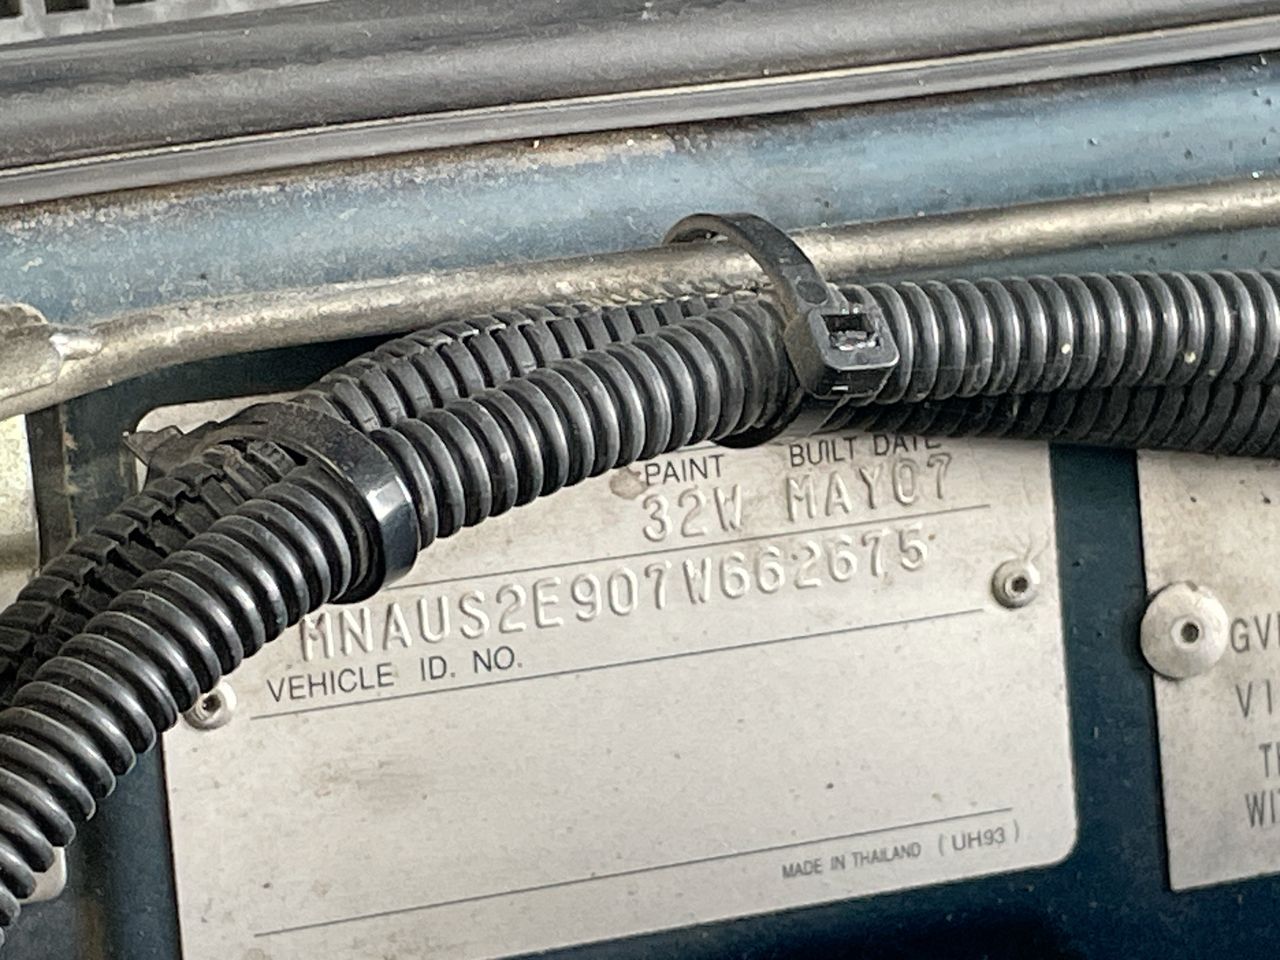 PAINT BUILT DATE
32W MAY07
MNAUS2E907W662675
VEHICLE ID. NO.
MADE IN THAILAND (UH93)